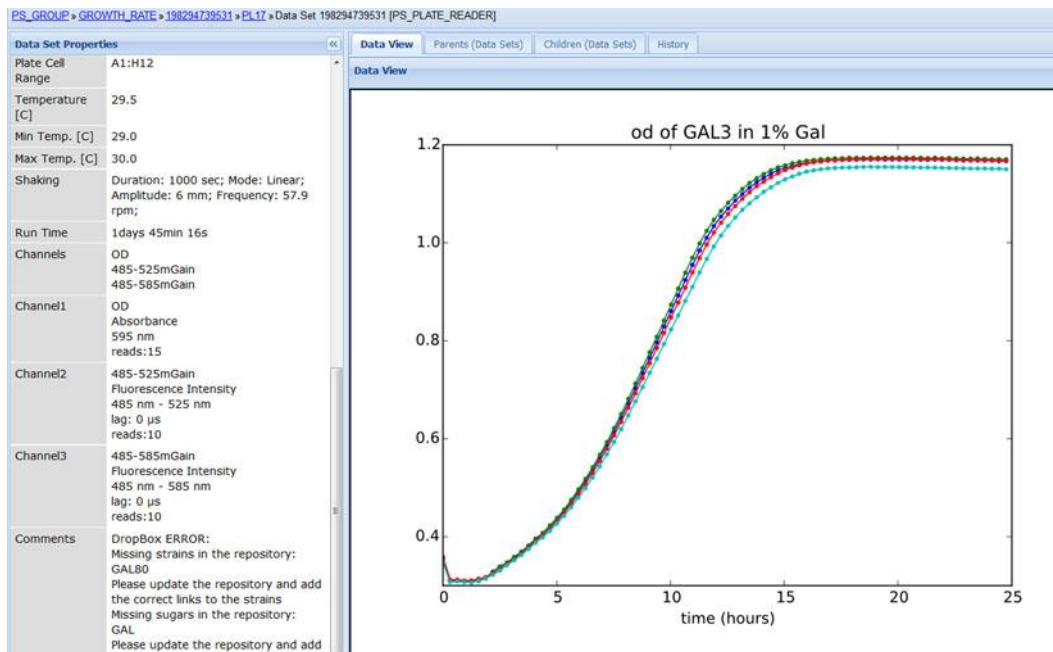 PS_GROUP » GROWTH_RATE » 198294739531 » PL17 » Data Set 198294739531 [PS_PLATE_READER]
Data Set Properties
Plate Cell Range A1:H12
Temperature [C] 29.5
Min Temp. [C] 29.0
Max Temp. [C] 30.0
Shaking Duration: 1000 sec; Mode: Linear;
Amplitude: 6 mm; Frequency: 57.9
rpm;
Run Time 1days 45min 16s
Channels OD
485-525mGain
485-585mGain
Channel1 OD
Absorbance
595 nm
reads:15
Channel2 485-525mGain
Fluorescence Intensity
485 nm - 525 nm
lag: 0 µs
reads:10
Channel3 485-585mGain
Fluorescence Intensity
485 nm - 585 nm
lag: 0 µs
reads:10
Comments DropBox ERROR:
Missing strains in the repository:
GAL80
Please update the repository and add
the correct links to the strains
Missing sugars in the repository:
GAL
Please update the repository and add
Data View Parents (Data Sets) Children (Data Sets) History
Data View
od of GAL3 in 1% Gal
1.2
1.0
0.8
0.6
0.4
0 5 10 15 20 25
time (hours)